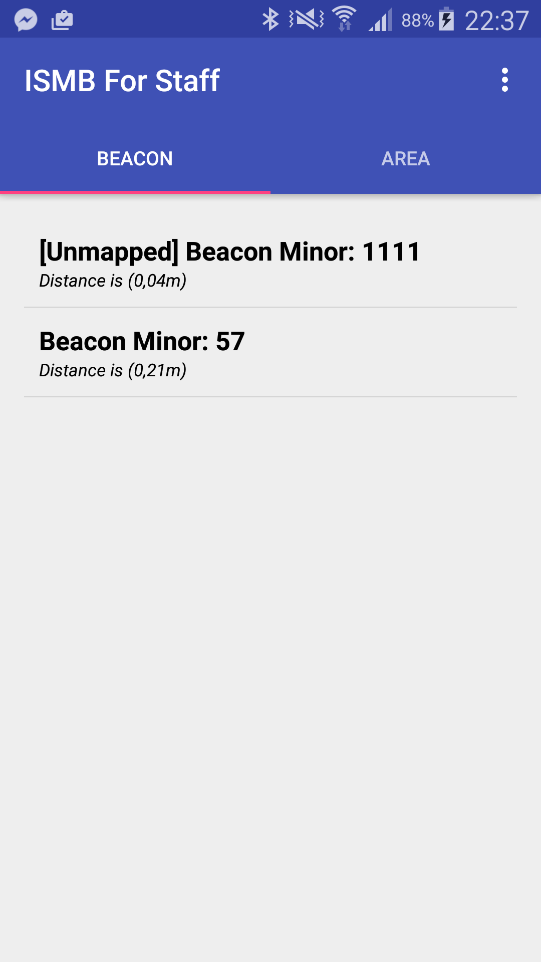 88% 22:37
ISMB For Staff
BEACON AREA
[Unmapped] Beacon Minor: 1111
Distance is (0,04m)
Beacon Minor: 57
Distance is (0,21m)